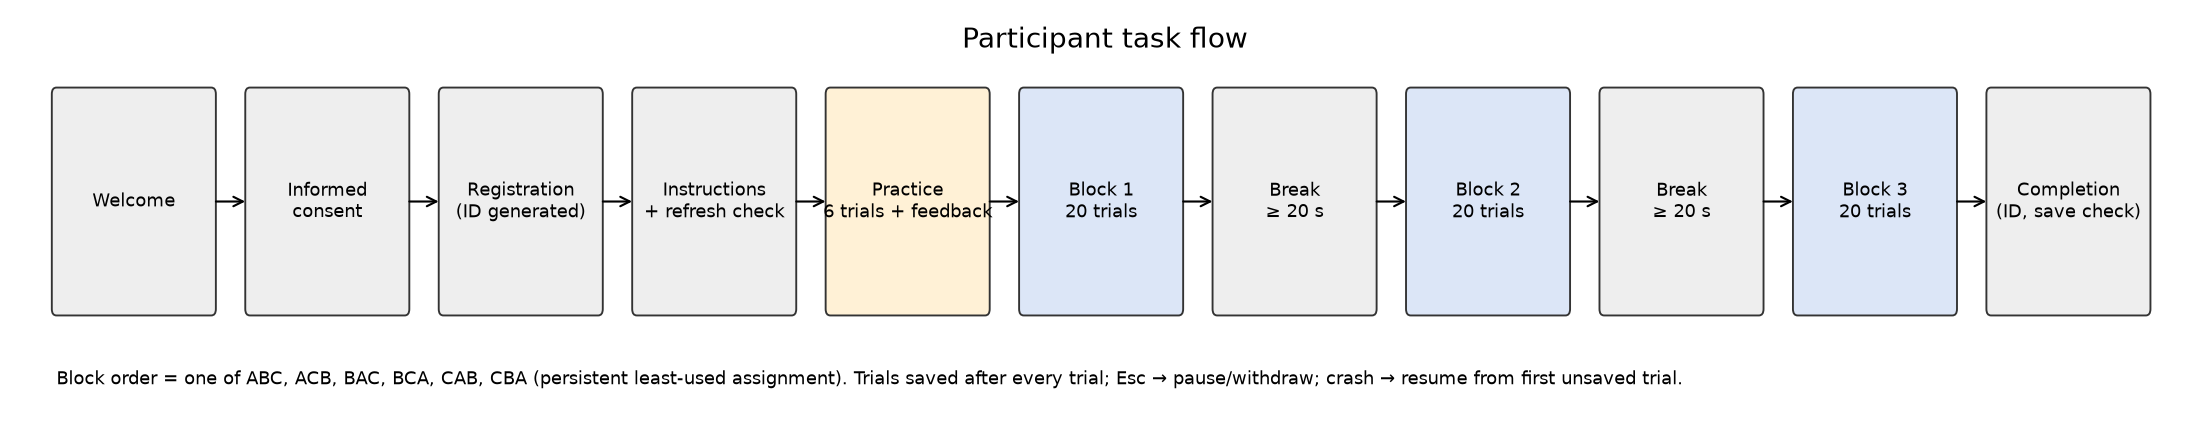 Participant task flow
Welcome
Informed
consent
Registration
(ID generated)
Instructions
+ refresh check
Practice
6 trials + feedback
Block 1
20 trials
Break
≥ 20 s
Block 2
20 trials
Break
≥ 20 s
Block 3
20 trials
Completion
(ID, save check)
Block order = one of ABC, ACB, BAC, BCA, CAB, CBA (persistent least-used assignment). Trials saved after every trial; Esc → pause/withdraw; crash → resume from first unsaved trial.